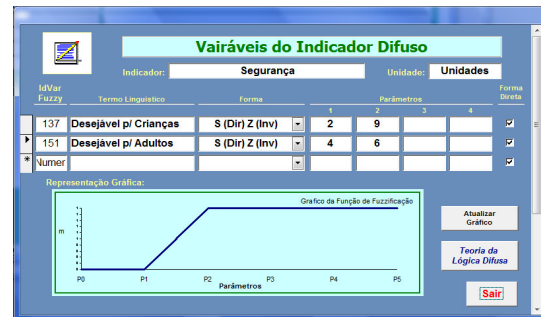 Vairáveis do Indicador Difuso
Indicador: Segurança Unidade: Unidades
IdVar Fuzzy Termo Linguistico Forma Parâmetros Forma Direta
1 2 3 4
137 Desejável p/ Crianças S (Dir) Z (Inv) 2 9
151 Desejável p/ Adultos S (Dir) Z (Inv) 4 6
* Numer
Representação Gráfica:
Grafico da Função de Fuzzificação
m
P0 P1 P2 P3 P4 P5
Parâmetros
Atualizar
Gráfico
Teoria da
Lógica Difusa
Sair